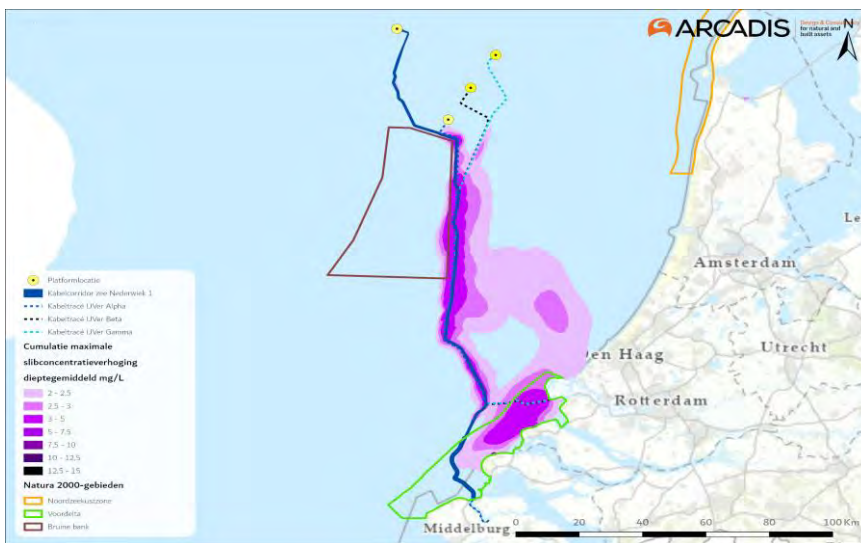 ARCADIS
Design & Consultancy
for natural and
built assets
N
Le
Amsterdam
Utrecht
Den Haag
Rotterdam
Middelburg
Platformlocatie
Kabelcorridor zee Nederwiek 1
Kabeltracé IJVer Alpha
Kabeltracé IJVer Beta
Kabeltracé IJVer Gamma
Cumulatie maximale
slibconcentratieverhoging
dieptegemiddeld mg/L
2 - 2.5
2.5 - 3
3 - 5
5 - 7.5
7.5 - 10
10 - 12.5
12.5 - 15
Natura 2000-gebieden
Noordzeekustzone
Voordelta
Bruine bank
0 20 40 60 80 100 Km